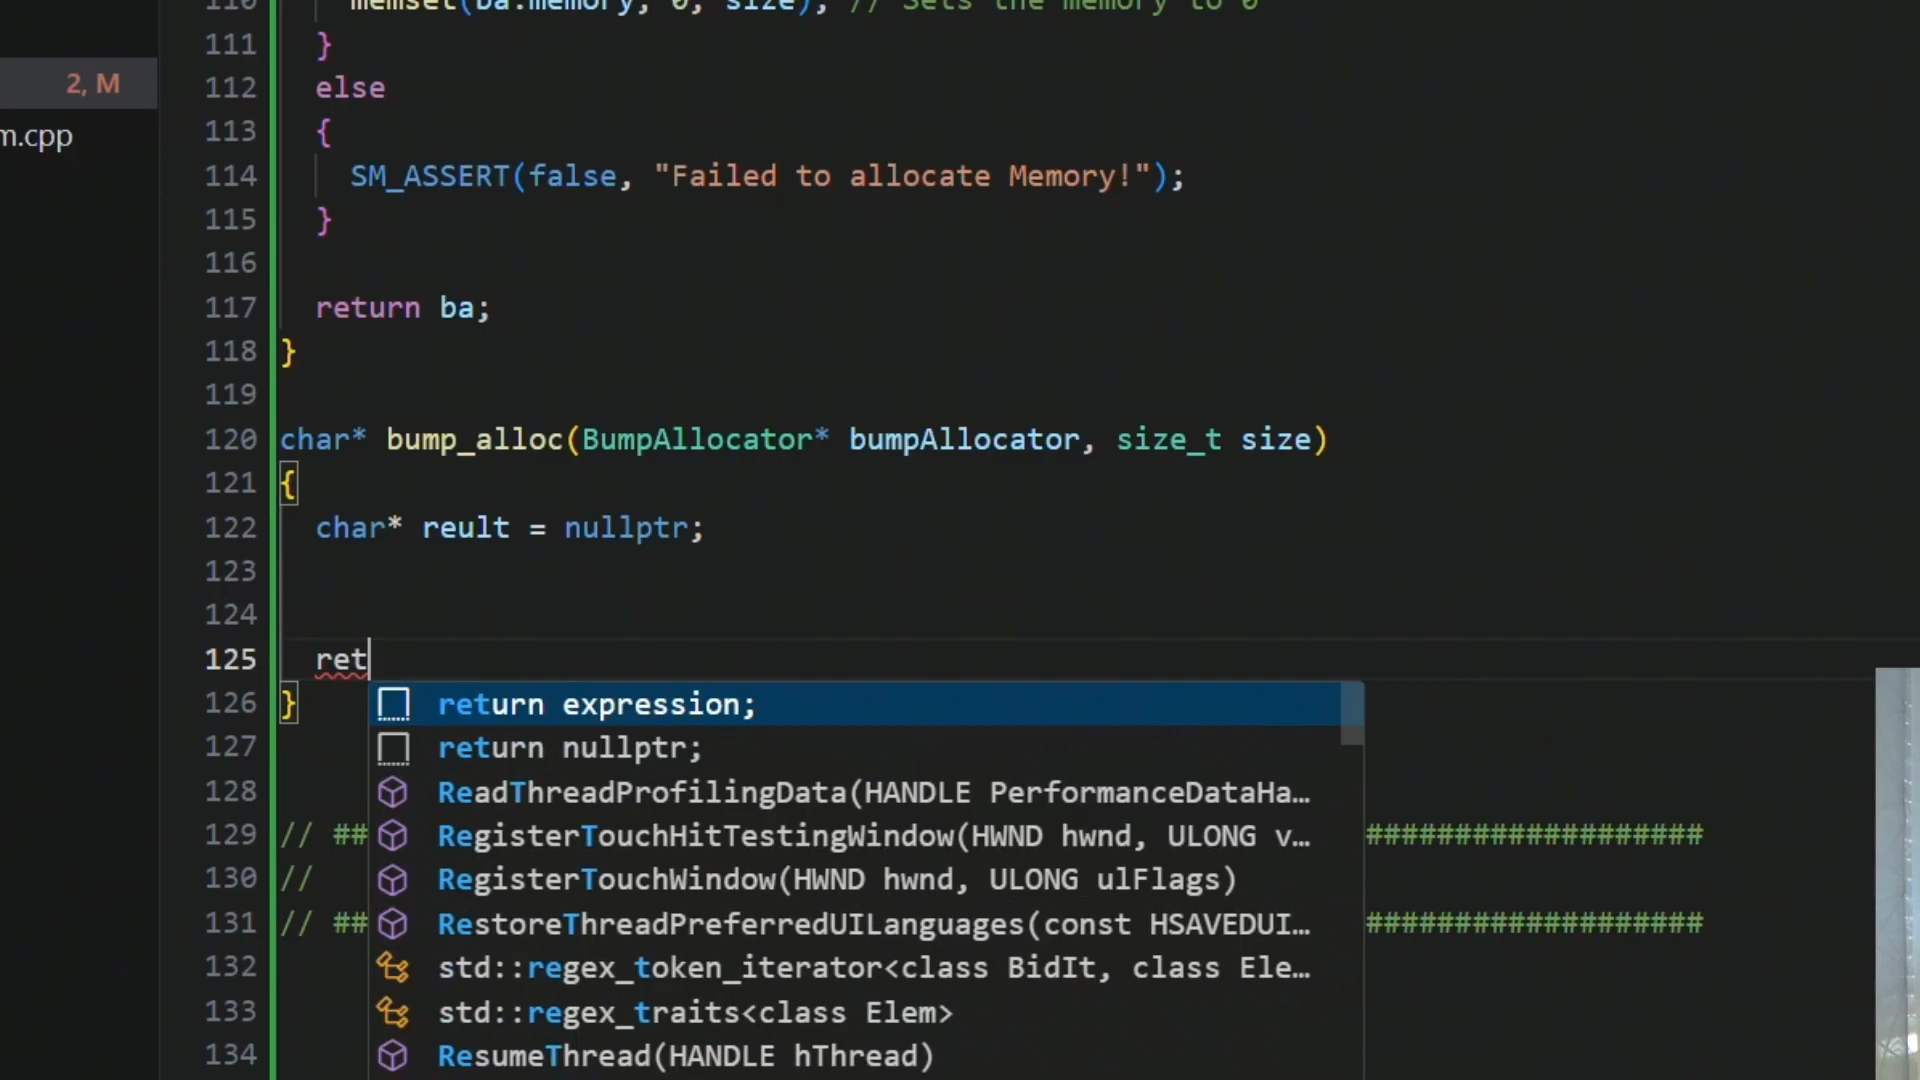 110 memset(ba.memory, 0, size); // Sets the memory to 0
111 }
2, M
112 else
m.cpp
113 {
114 SM_ASSERT(false, "Failed to allocate Memory!");
115 }
116
117 return ba;
118 }
119
120 char* bump_alloc(BumpAllocator* bumpAllocator, size_t size)
121 {
122 char* reult = nullptr;
123
124
125 ret
126 }
return expression;
127
return nullptr;
128
ReadThreadProfilingData(HANDLE PerformanceDataHa…
129 // ##
RegisterTouchHitTestingWindow(HWND hwnd, ULONG v…
###################
130 //
RegisterTouchWindow(HWND hwnd, ULONG ulFlags)
131 // ##
RestoreThreadPreferredUILanguages(const HSAVEDUI…
###################
132
std::regex_token_iterator<class BidIt, class Ele…
133
std::regex_traits<class Elem>
134
ResumeThread(HANDLE hThread)